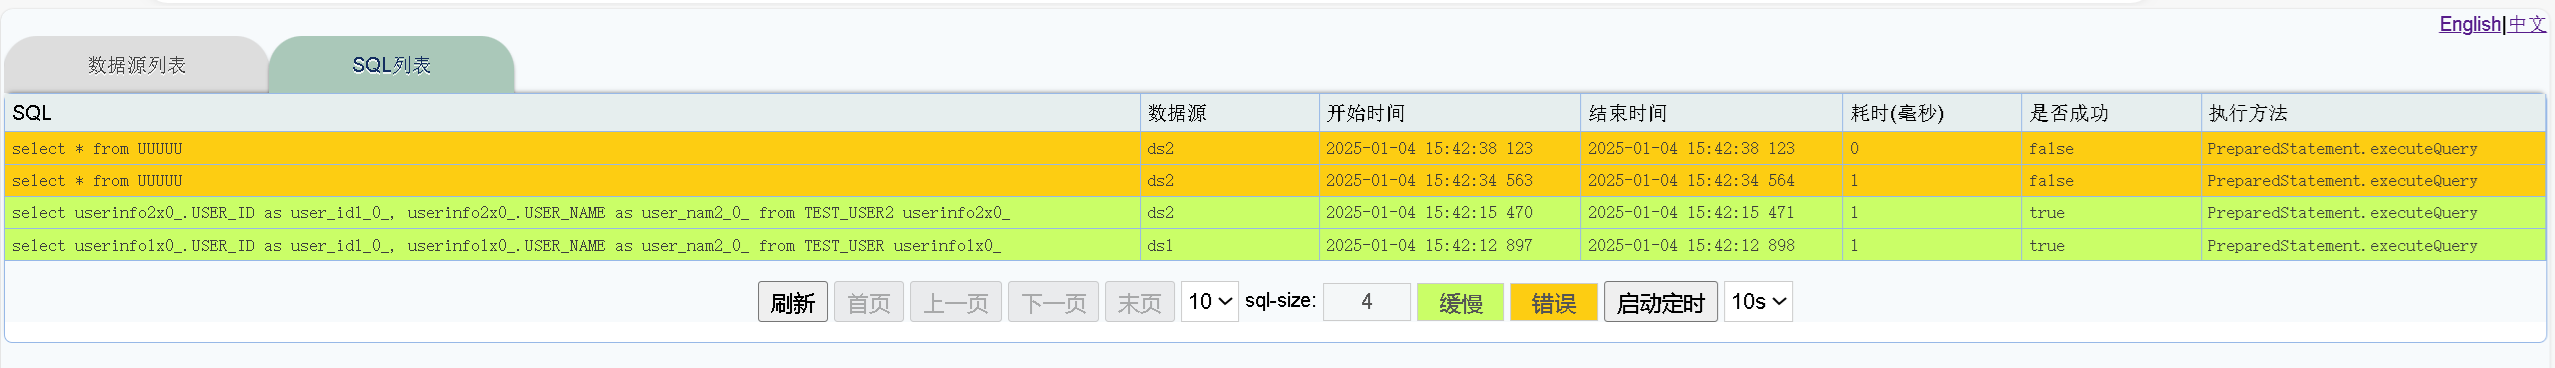 English|中文
数据源列表 SQL列表
SQL 数据源 开始时间 结束时间 耗时(毫秒) 是否成功 执行方法
select * from UUUUU ds2 2025-01-04 15:42:38 123 2025-01-04 15:42:38 123 0 false PreparedStatement.executeQuery
select * from UUUUU ds2 2025-01-04 15:42:34 563 2025-01-04 15:42:34 564 1 false PreparedStatement.executeQuery
select userinfo2x0_.USER_ID as user_id1_0_, userinfo2x0_.USER_NAME as user_nam2_0_ from TEST_USER2 userinfo2x0_ ds2 2025-01-04 15:42:15 470 2025-01-04 15:42:15 471 1 true PreparedStatement.executeQuery
select userinfo1x0_.USER_ID as user_id1_0_, userinfo1x0_.USER_NAME as user_nam2_0_ from TEST_USER userinfo1x0_ ds1 2025-01-04 15:42:12 897 2025-01-04 15:42:12 898 1 true PreparedStatement.executeQuery
刷新 首页 上一页 下一页 末页 10 sql-size: 4 缓慢 错误 启动定时 10s